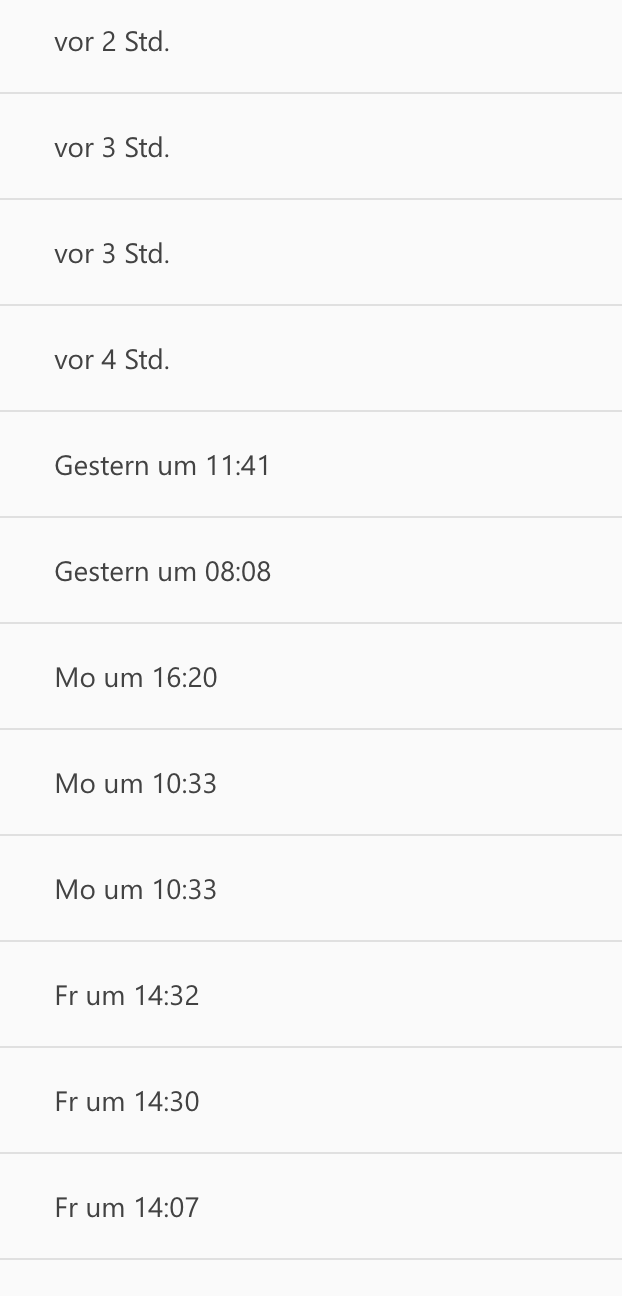 vor 2 Std.
vor 3 Std.
vor 3 Std.
vor 4 Std.
Gestern um 11:41
Gestern um 08:08
Mo um 16:20
Mo um 10:33
Mo um 10:33
Fr um 14:32
Fr um 14:30
Fr um 14:07